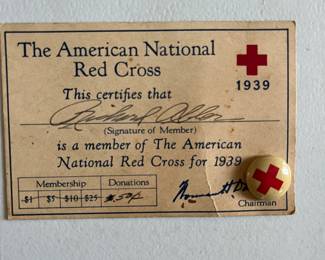 The American National
Red Cross
1939
This certifies that
(Signature of Member)
is a member of The American
National Red Cross for 1939
Membership Donations
$1 $5 $10 $25 $.50¢
Chairman